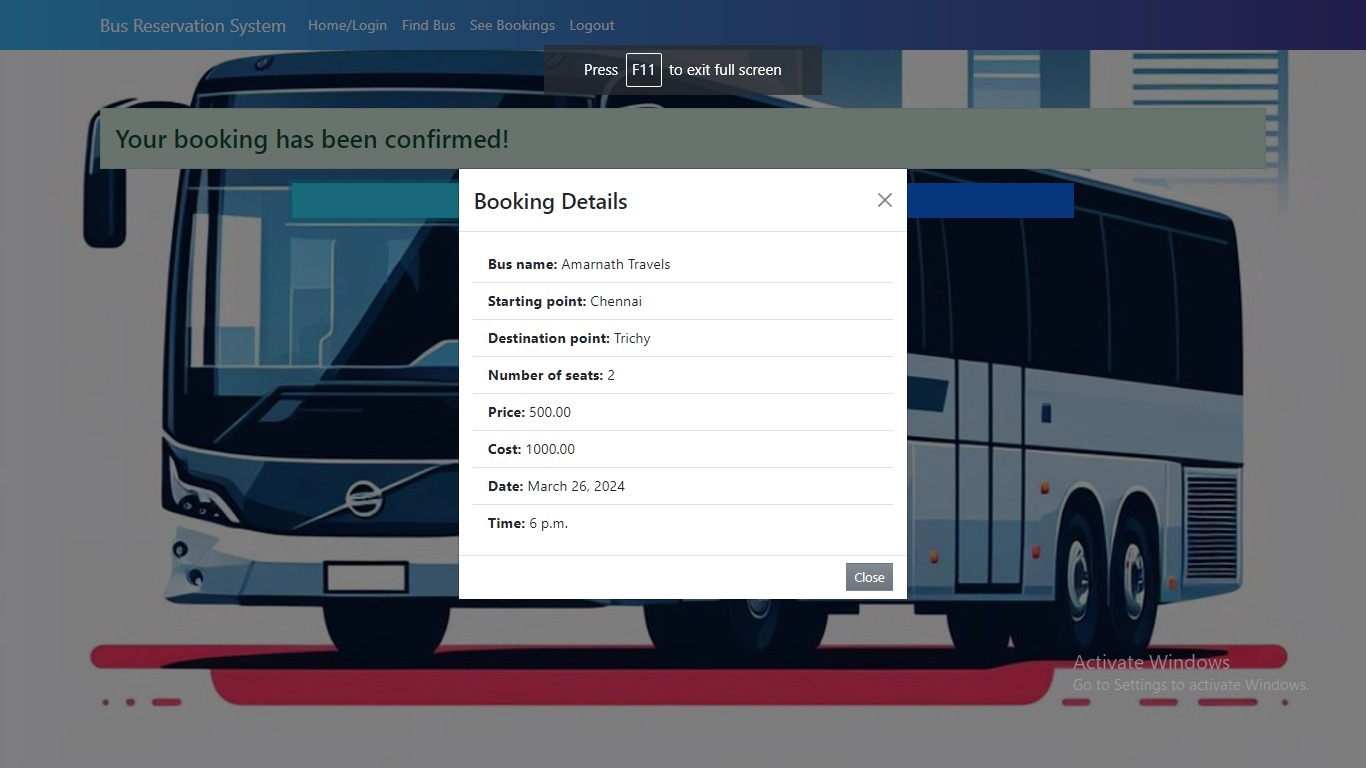 Bus Reservation System Home/Login Find Bus See Bookings Logout
Press F11 to exit full screen
Your booking has been confirmed!
Booking Details
Bus name: Amarnath Travels
Starting point: Chennai
Destination point: Trichy
Number of seats: 2
Price: 500.00
Cost: 1000.00
Date: March 26, 2024
Time: 6 p.m.
Close
Activate Windows
Go to Settings to activate Windows.